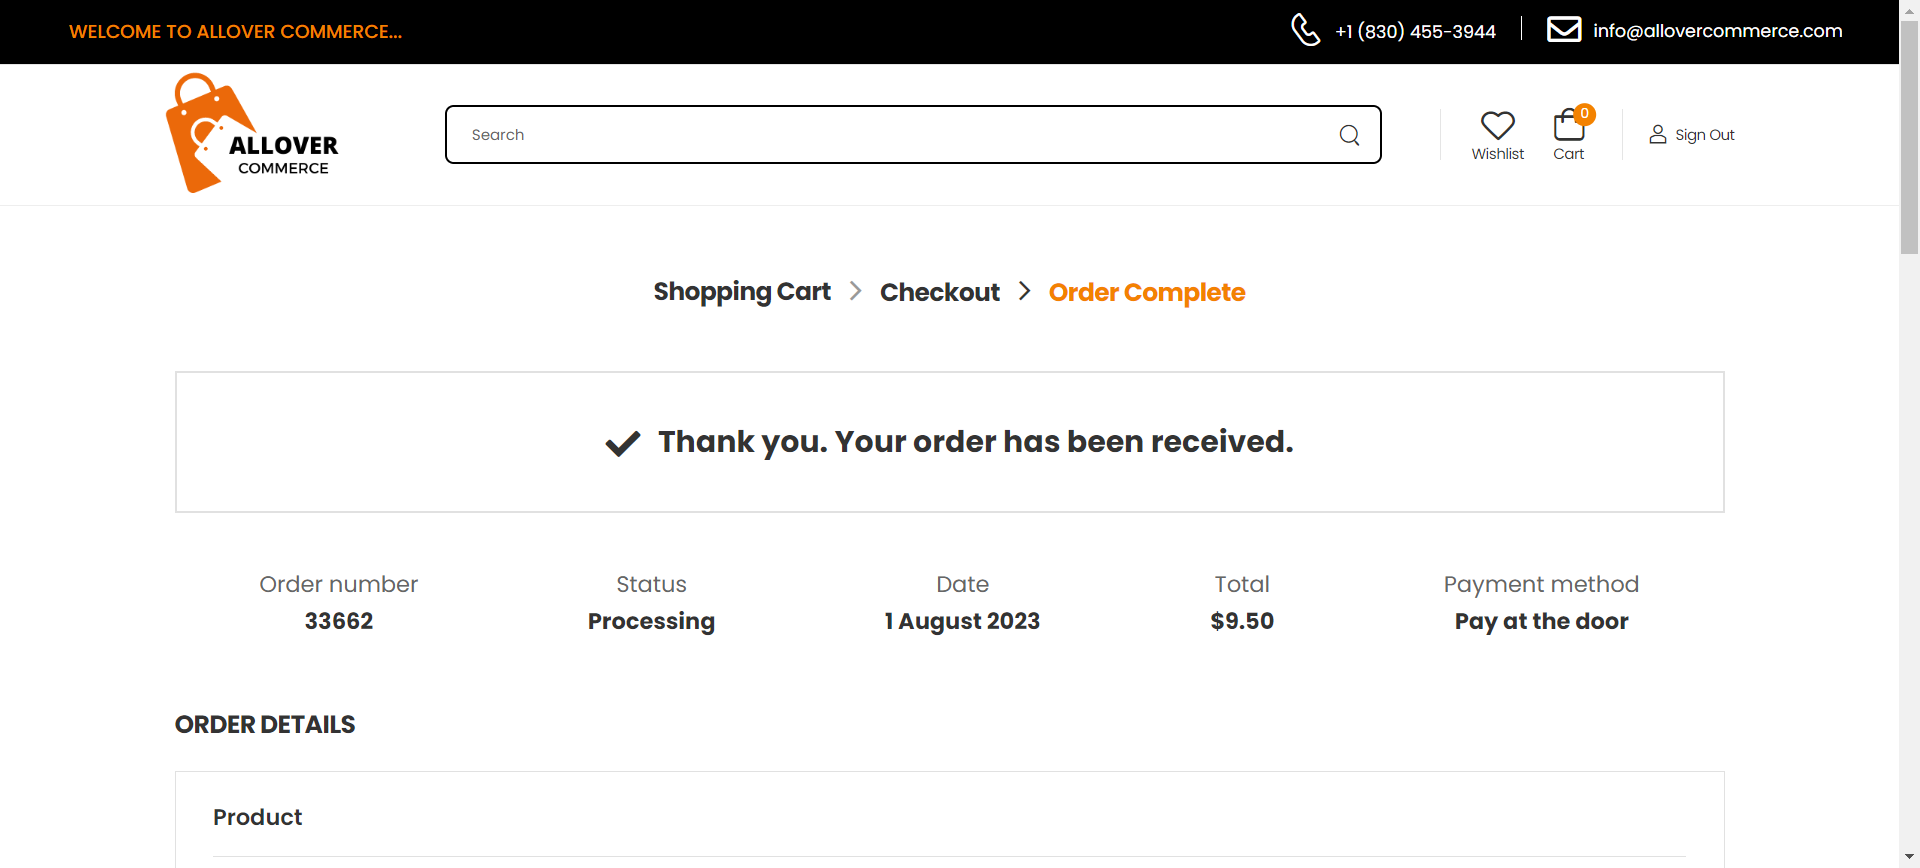 WELCOME TO ALLOVER COMMERCE...
+1 (830) 455-3944
info@allovercommerce.com
ALLOVER
COMMERCE
Search
Wishlist
0
Cart
Sign Out
Shopping Cart
Checkout
Order Complete
Thank you. Your order has been received.
Order number
33662
Status
Processing
Date
1 August 2023
Total
$9.50
Payment method
Pay at the door
ORDER DETAILS
Product